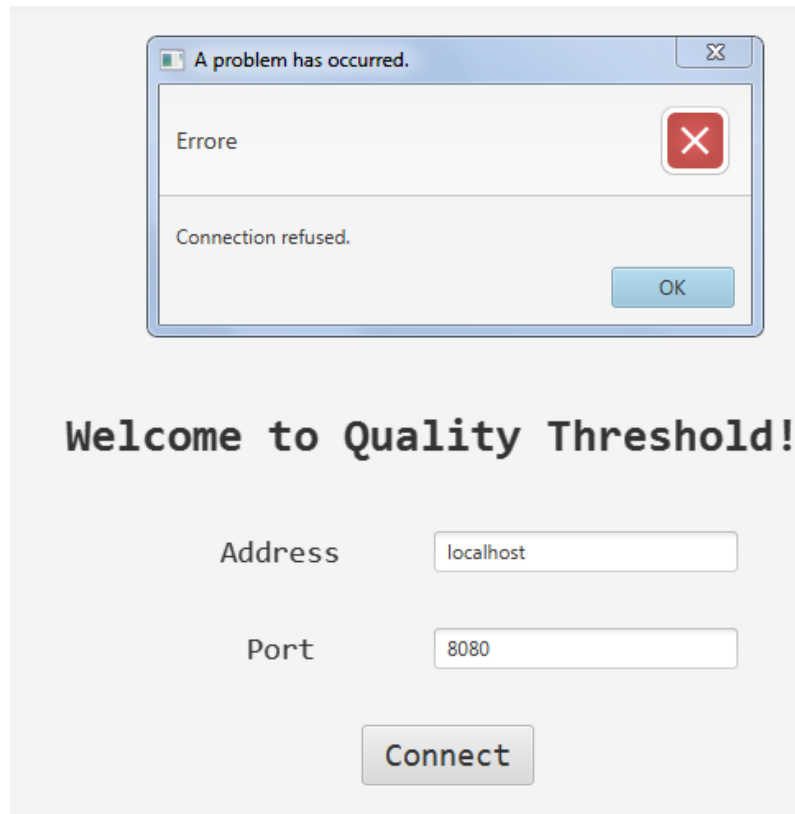 A problem has occurred.
Errore
Connection refused.
OK
Welcome to Quality Threshold!
Address
localhost
Port
8080
Connect